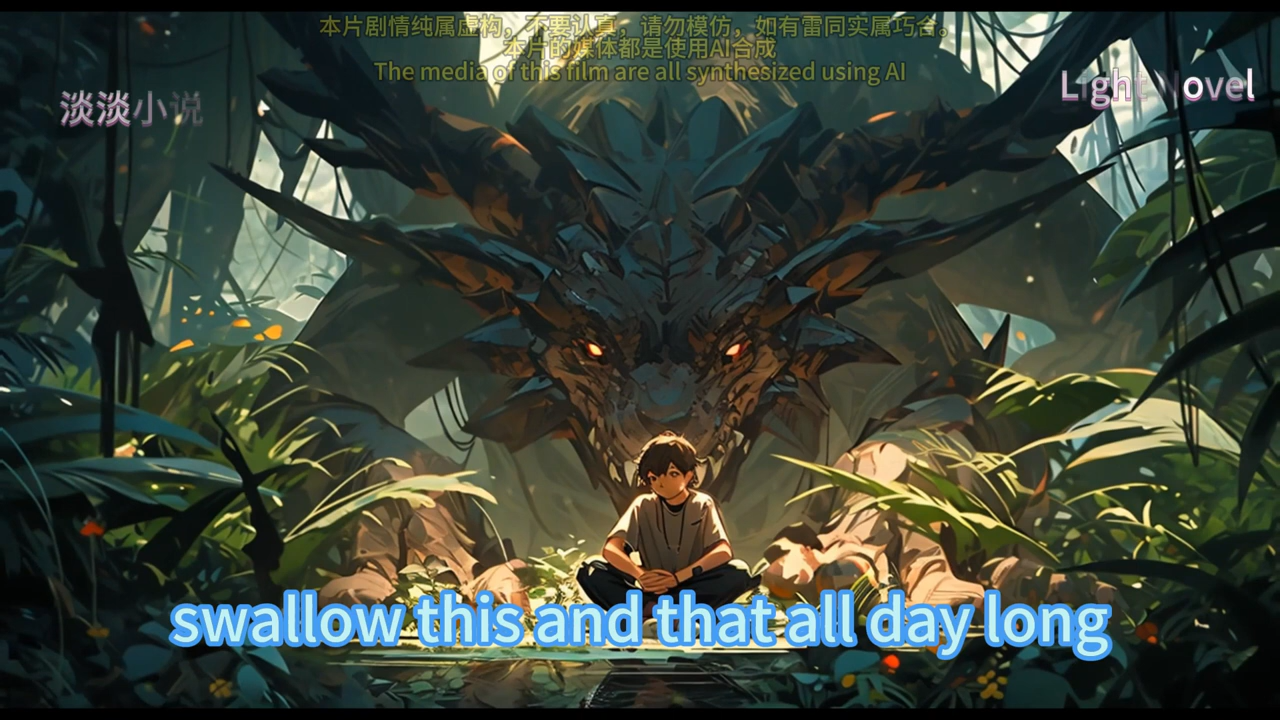 本片剧情纯属虚构，不要认真，请勿模仿，如有雷同实属巧合。
本片的媒体都是使用AI合成
The media of this film are all synthesized using AI
淡淡小说
Light Novel
swallow this and that all day long